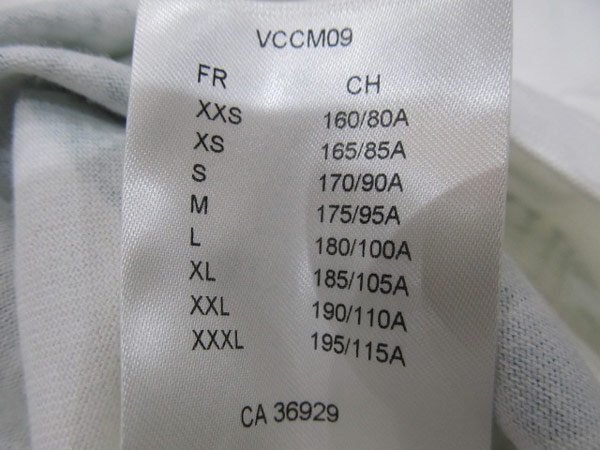 VCCM09
FR CH
XXS 160/80A
XS 165/85A
S 170/90A
M 175/95A
L 180/100A
XL 185/105A
XXL 190/110A
XXXL 195/115A
CA 36929